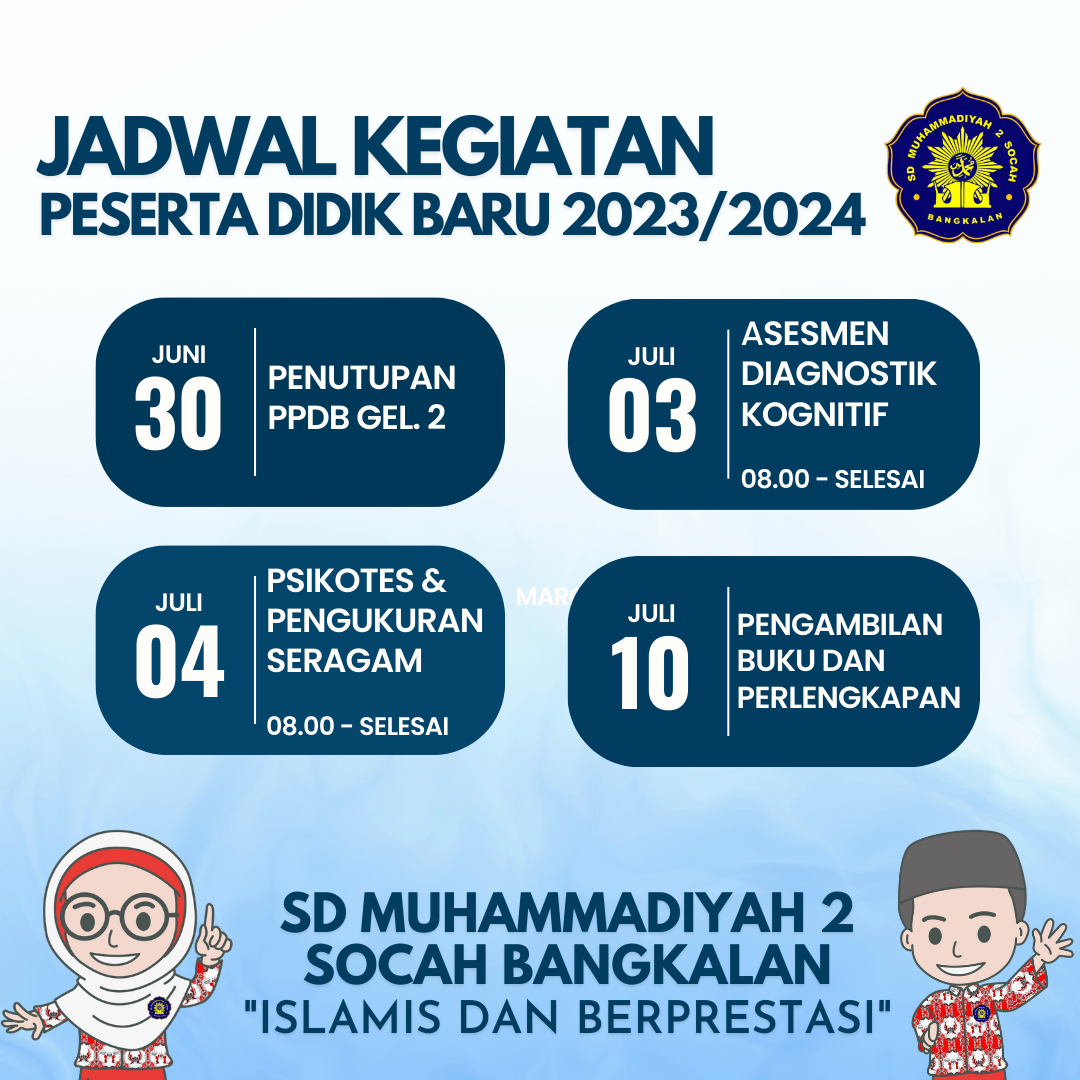 JADWAL KEGIATAN
PESERTA DIDIK BARU 2023/2024
SD MUHAMMADIYAH 2 SOCAH
BANGKALAN
JUNI
30
PENUTUPAN
PPDB GEL. 2
JULI
03
ASESMEN
DIAGNOSTIK
KOGNITIF
08.00 - SELESAI
JULI
04
PSIKOTES &
PENGUKURAN
SERAGAM
08.00 - SELESAI
JULI
10
PENGAMBILAN
BUKU DAN
PERLENGKAPAN
SD MUHAMMADIYAH 2
SOCAH BANGKALAN
"ISLAMIS DAN BERPRESTASI"